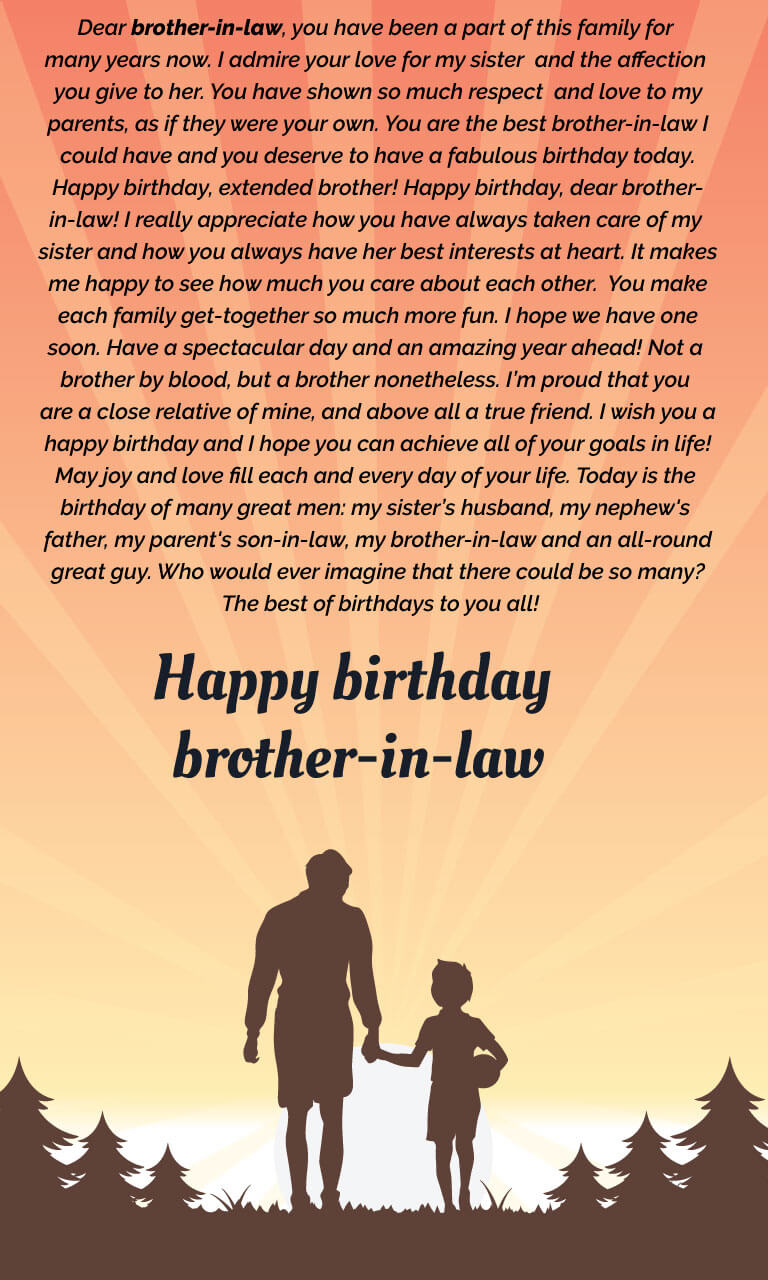 Dear brother-in-law, you have been a part of this family for
many years now. I admire your love for my sister and the affection
you give to her. You have shown so much respect and love to my
parents, as if they were your own. You are the best brother-in-law I
could have and you deserve to have a fabulous birthday today.
Happy birthday, extended brother! Happy birthday, dear brother-
in-law! I really appreciate how you have always taken care of my
sister and how you always have her best interests at heart. It makes
me happy to see how much you care about each other. You make
each family get-together so much more fun. I hope we have one
soon. Have a spectacular day and an amazing year ahead! Not a
brother by blood, but a brother nonetheless. I’m proud that you
are a close relative of mine, and above all a true friend. I wish you a
happy birthday and I hope you can achieve all of your goals in life!
May joy and love fill each and every day of your life. Today is the
birthday of many great men: my sister’s husband, my nephew's
father, my parent's son-in-law, my brother-in-law and an all-round
great guy. Who would ever imagine that there could be so many?
The best of birthdays to you all!
Happy birthday
brother-in-law